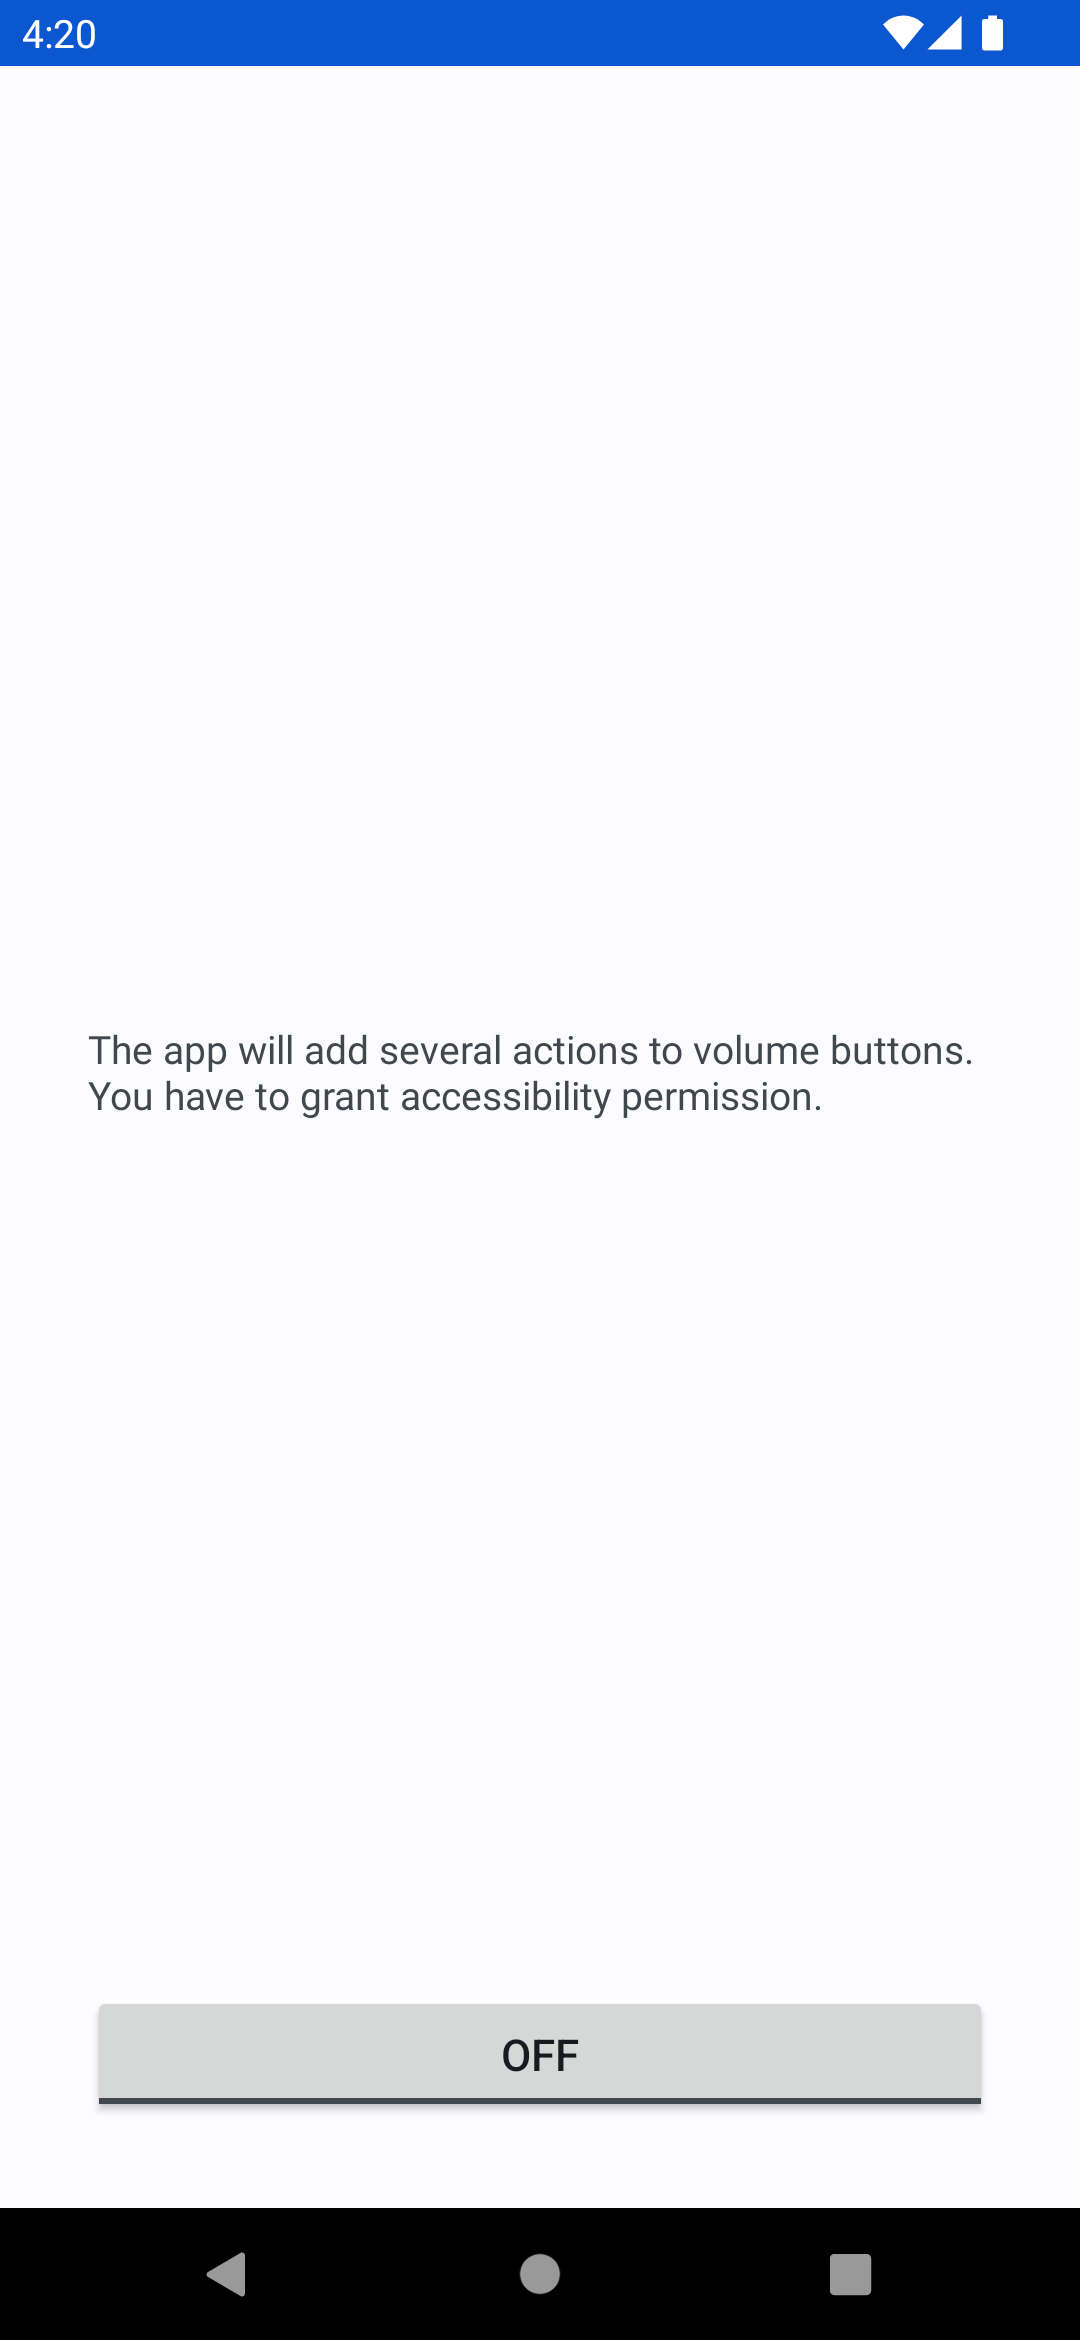 4:20
The app will add several actions to volume buttons.
You have to grant accessibility permission.
OFF